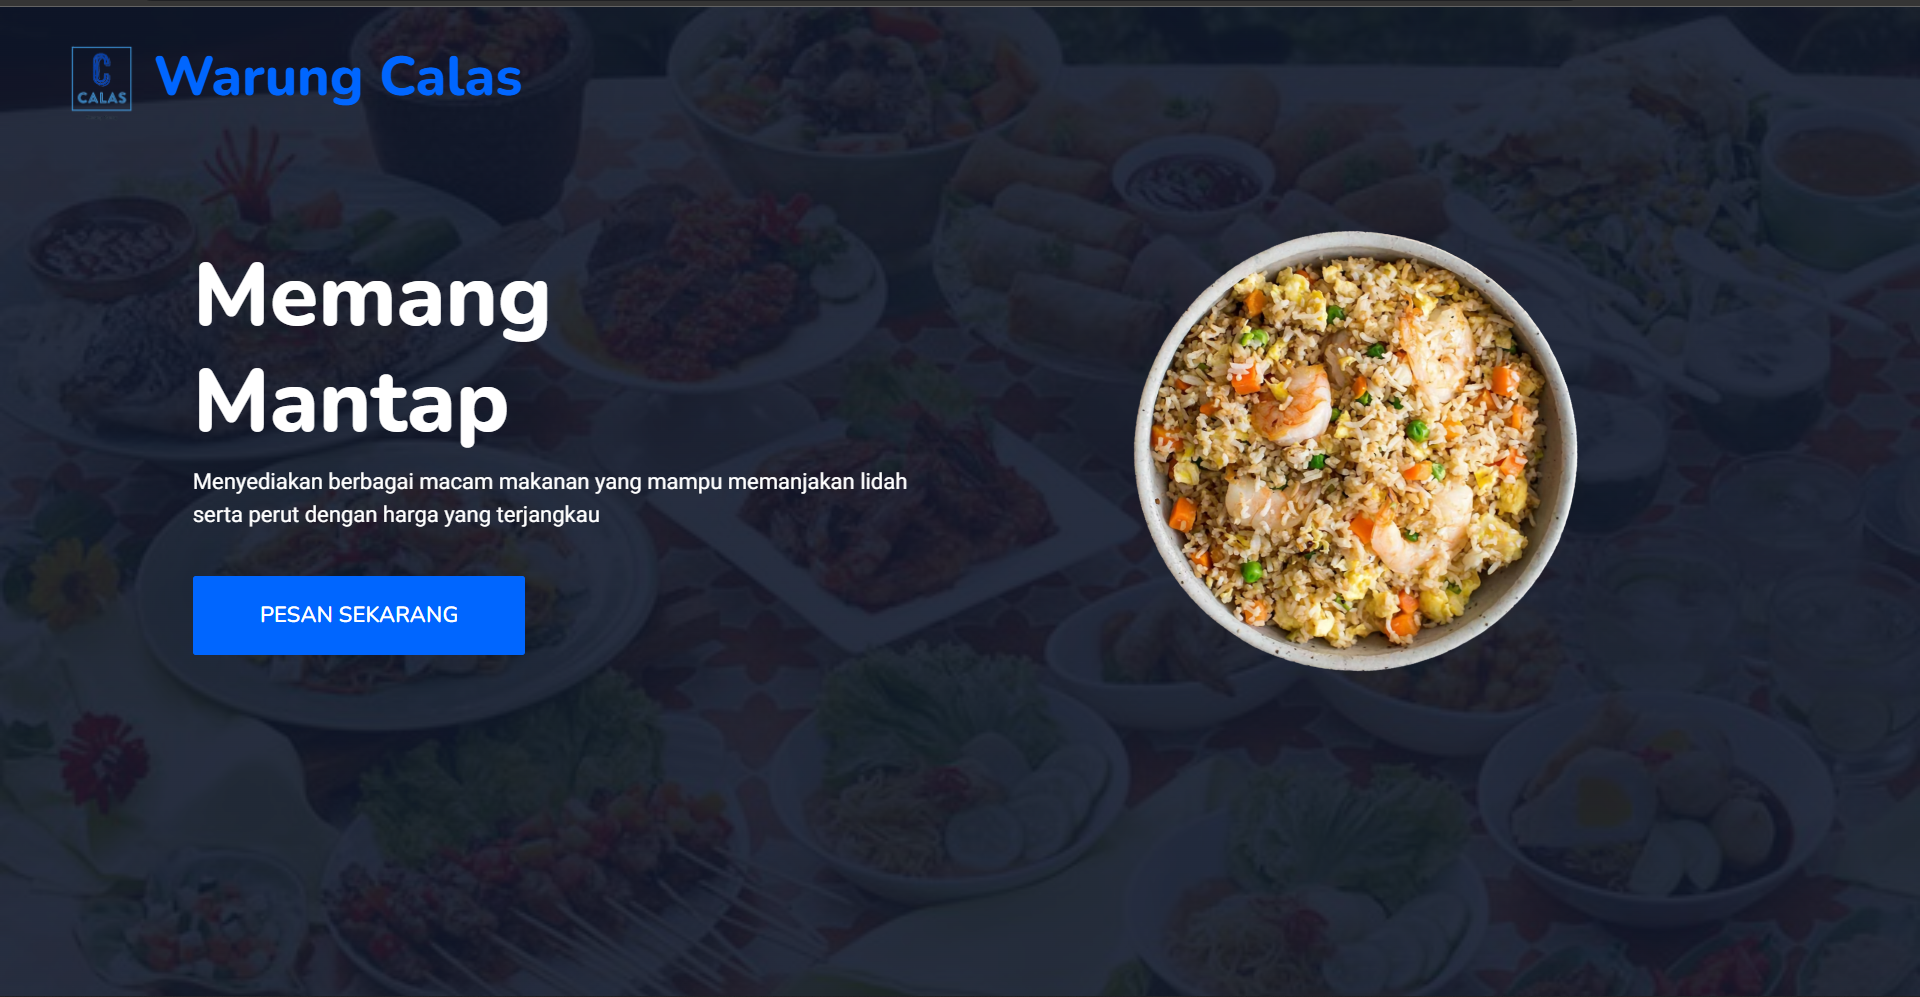 C
CALAS
Warung Calas
Memang
Mantap
Menyediakan berbagai macam makanan yang mampu memanjakan lidah
serta perut dengan harga yang terjangkau
PESAN SEKARANG